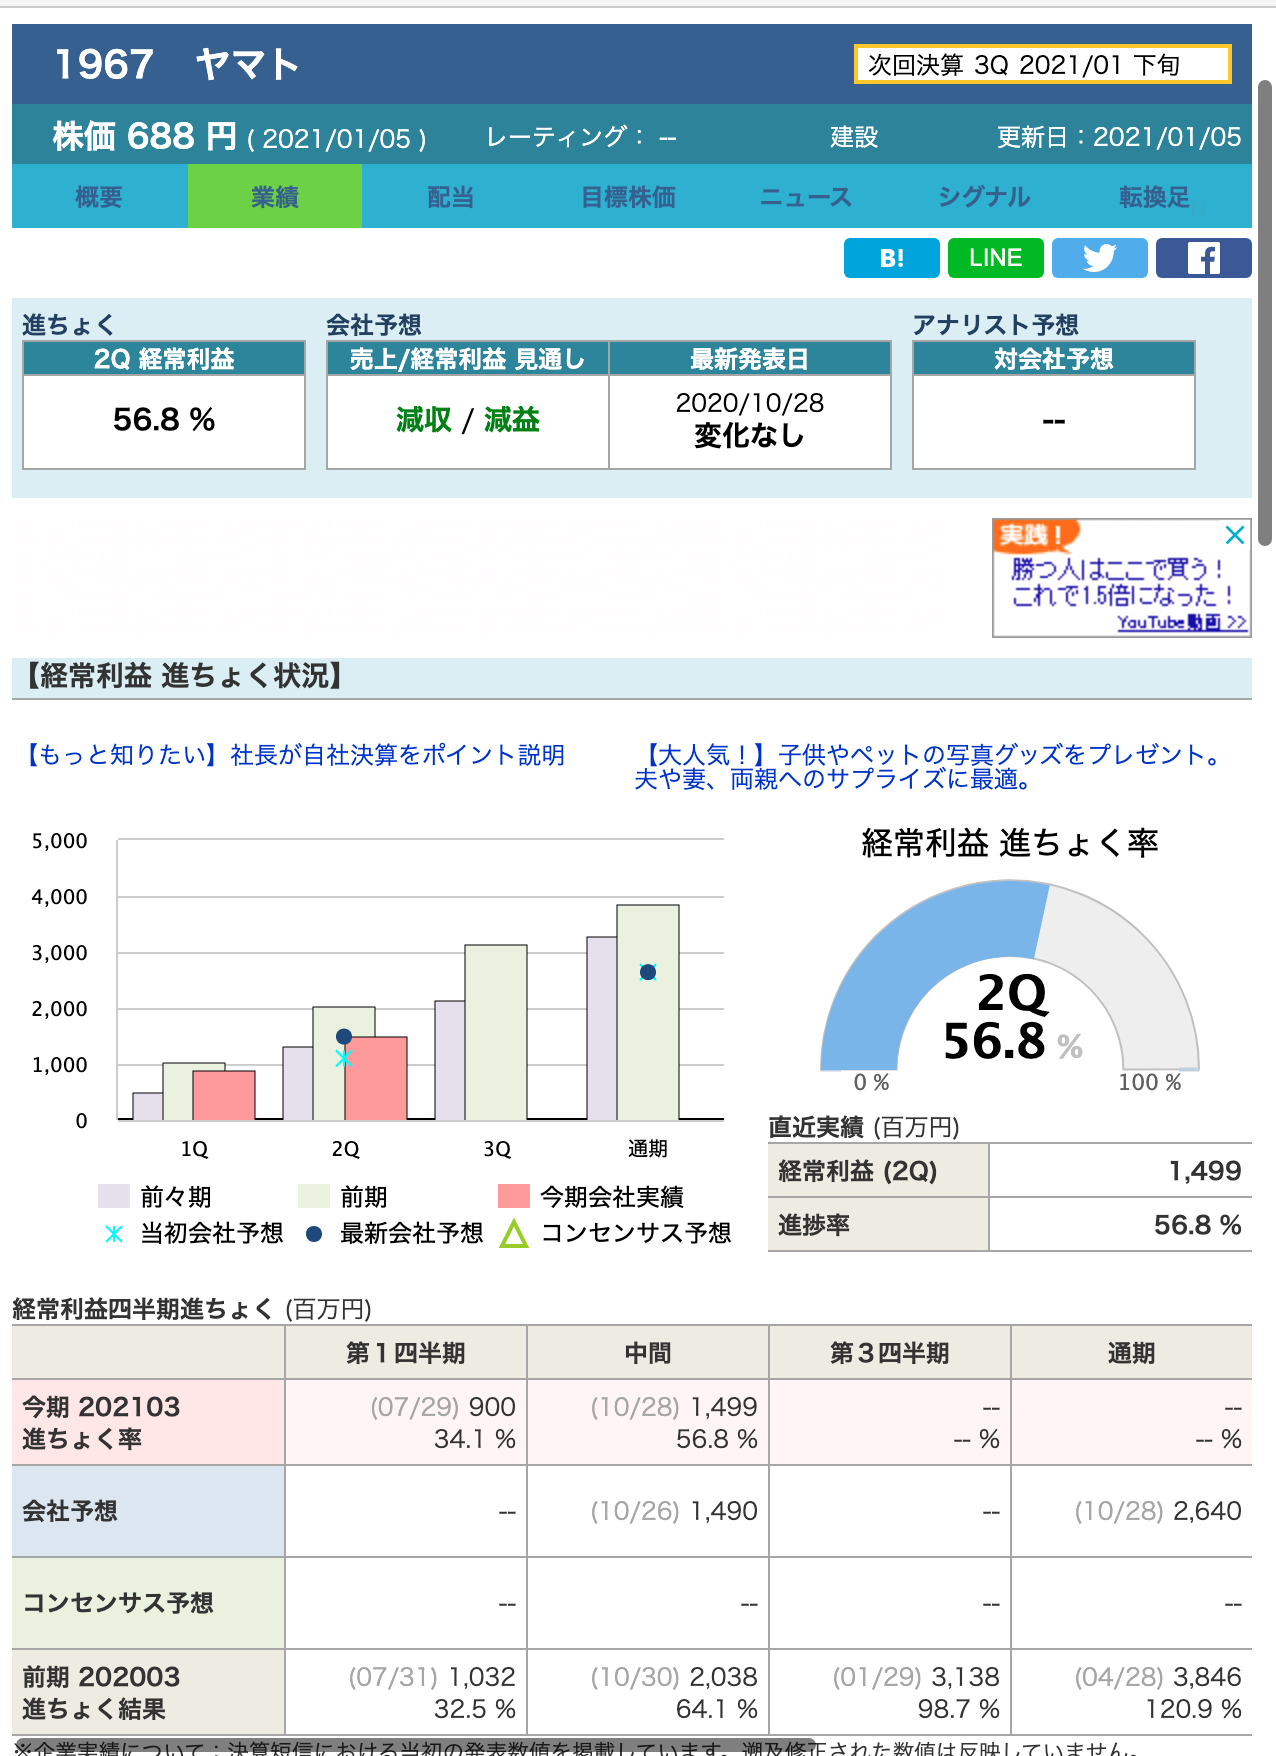 1967　ヤマト
次回決算 3Q 2021/01 下旬
株価 688 円 ( 2021/01/05 )　レーティング： --　建設　更新日：2021/01/05
概要　業績　配当　目標株価　ニュース　シグナル　転換足
B!　LINE
進ちょく　会社予想　アナリスト予想
2Q 経常利益　売上/経常利益 見通し　最新発表日　対会社予想
56.8 %　減収 / 減益　2020/10/28　--
変化なし
実践！
勝つ人はここで買う！
これで1.5倍になった！
YouTube動画 >>
【経常利益 進ちょく状況】
【もっと知りたい】社長が自社決算をポイント説明
【大人気！】子供やペットの写真グッズをプレゼント。
夫や妻、両親へのサプライズに最適。
5,000
4,000
3,000
2,000
1,000
0
1Q　2Q　3Q　通期
前々期　前期　今期会社実績
当初会社予想　最新会社予想　コンセンサス予想
経常利益 進ちょく率
2Q
56.8 %
0 %　100 %
直近実績 (百万円)
経常利益 (2Q)　1,499
進捗率　56.8 %
経常利益四半期進ちょく (百万円)
第１四半期　中間　第３四半期　通期
今期 202103　(07/29) 900　(10/28) 1,499　--　--
進ちょく率　34.1 %　56.8 %　-- %　-- %
会社予想　--　(10/26) 1,490　--　(10/28) 2,640
コンセンサス予想　--　--　--　--
前期 202003　(07/31) 1,032　(10/30) 2,038　(01/29) 3,138　(04/28) 3,846
進ちょく結果　32.5 %　64.1 %　98.7 %　120.9 %
※企業実績について：決算短信における当初の発表数値を掲載しています。遡及修正された数値は反映していません。